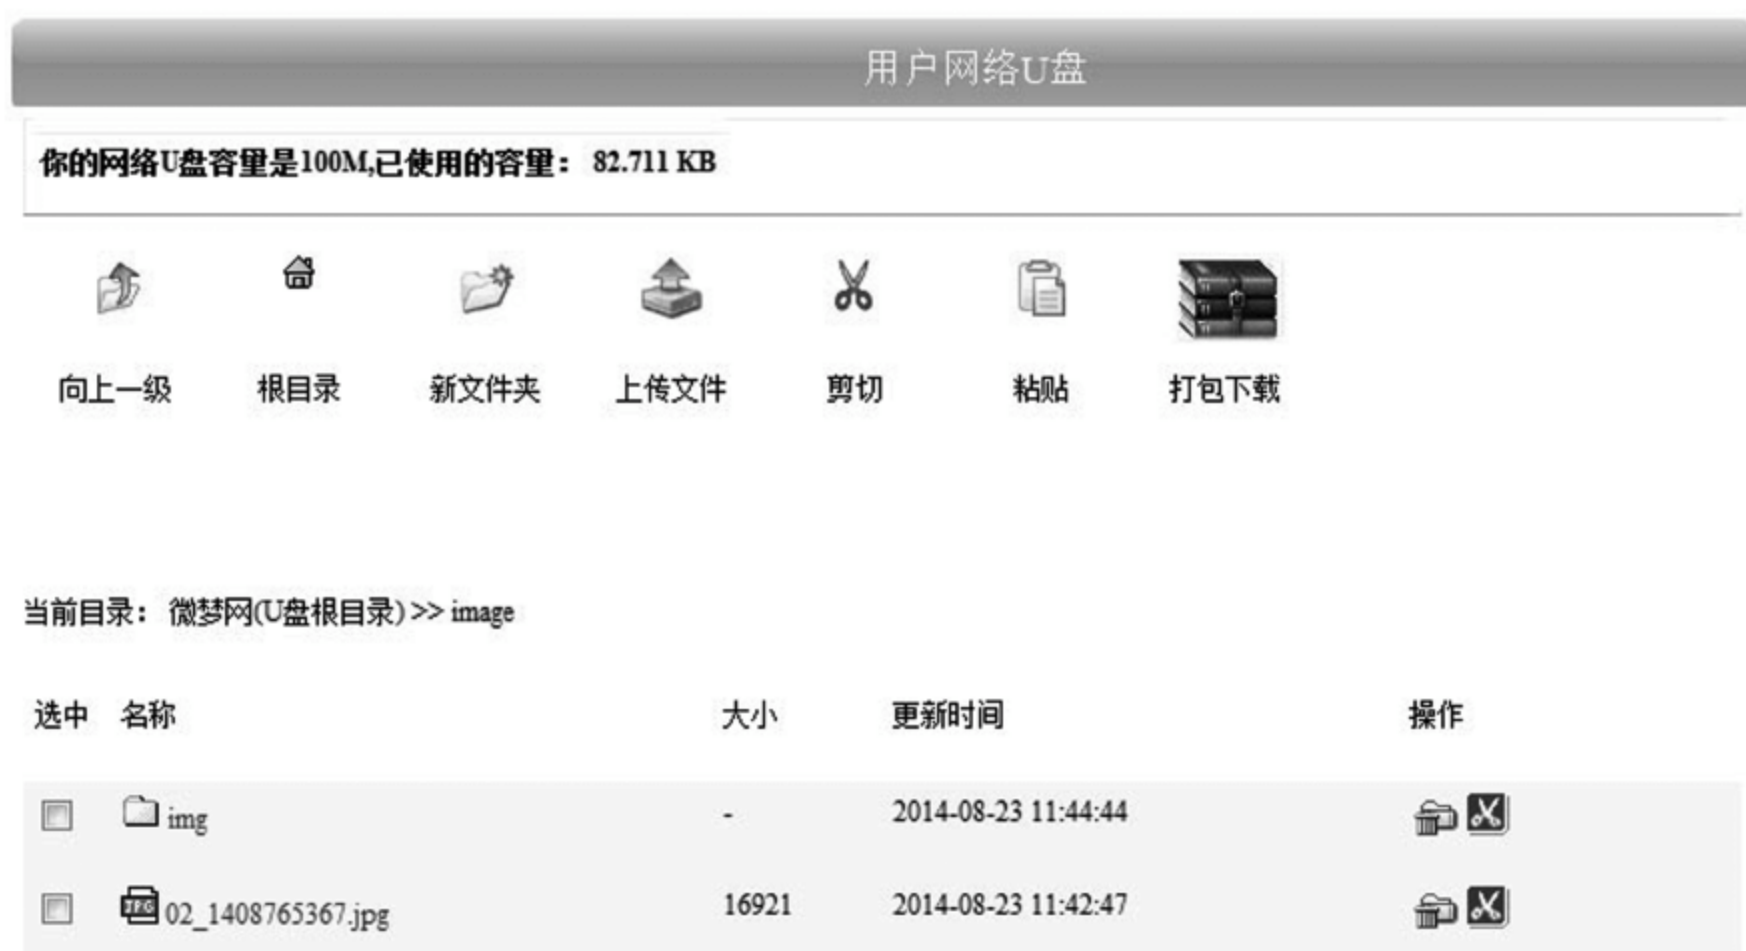 用户网络U盘
你的网络U盘容量是100M,已使用的容量： 82.711 KB
向上一级 根目录 新文件夹 上传文件 剪切 粘贴 打包下载
当前目录： 微梦网(U盘根目录) >> image
选中 名称 大小 更新时间 操作
img - 2014-08-23 11:44:44
JPG 02_1408765367.jpg 16921 2014-08-23 11:42:47